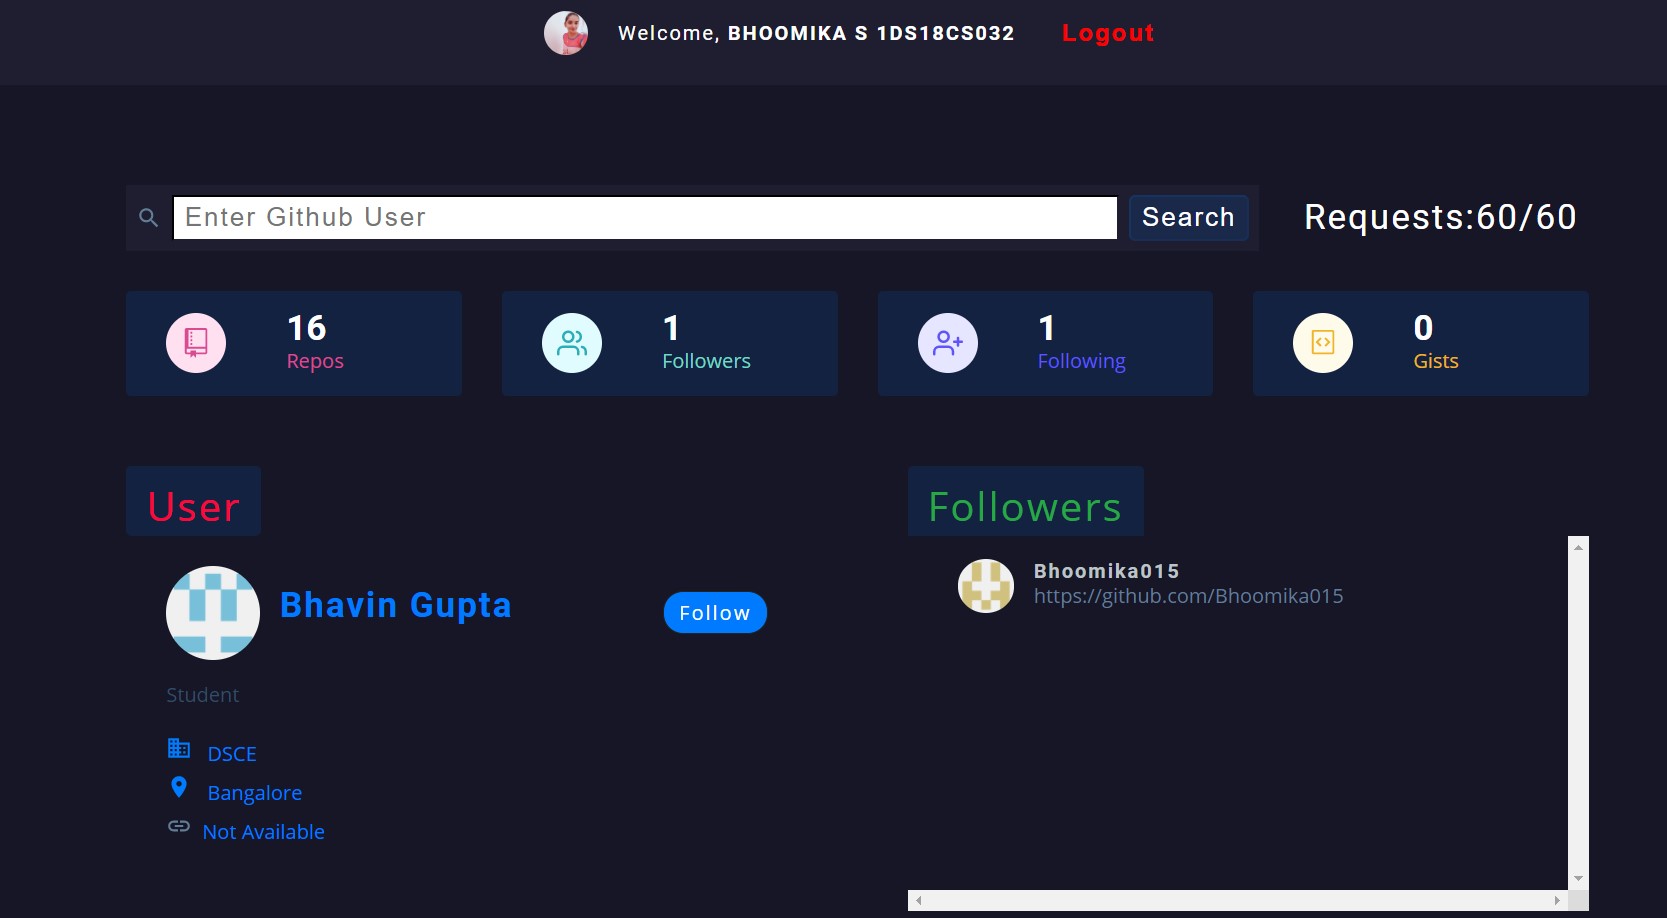 Welcome, BHOOMIKA S 1DS18CS032 Logout
Enter Github User Search Requests:60/60
16
Repos
1
Followers
1
Following
0
Gists
User
Bhavin Gupta Follow
Student
DSCE
Bangalore
Not Available
Followers
Bhoomika015
https://github.com/Bhoomika015